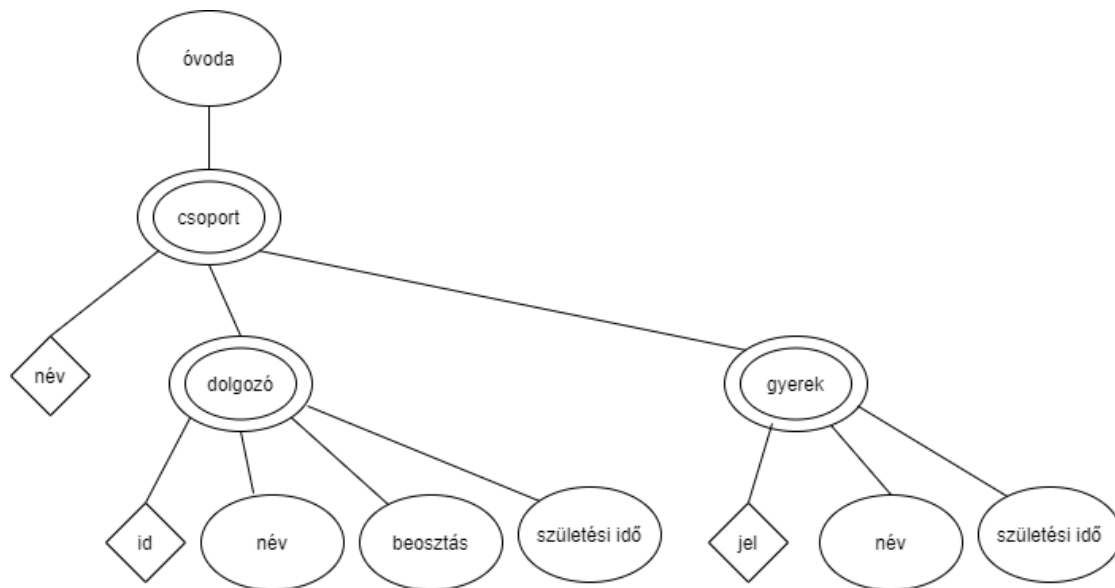 óvoda
csoport
név
dolgozó
gyerek
id
név
beosztás
születési idő
jel
név
születési idő